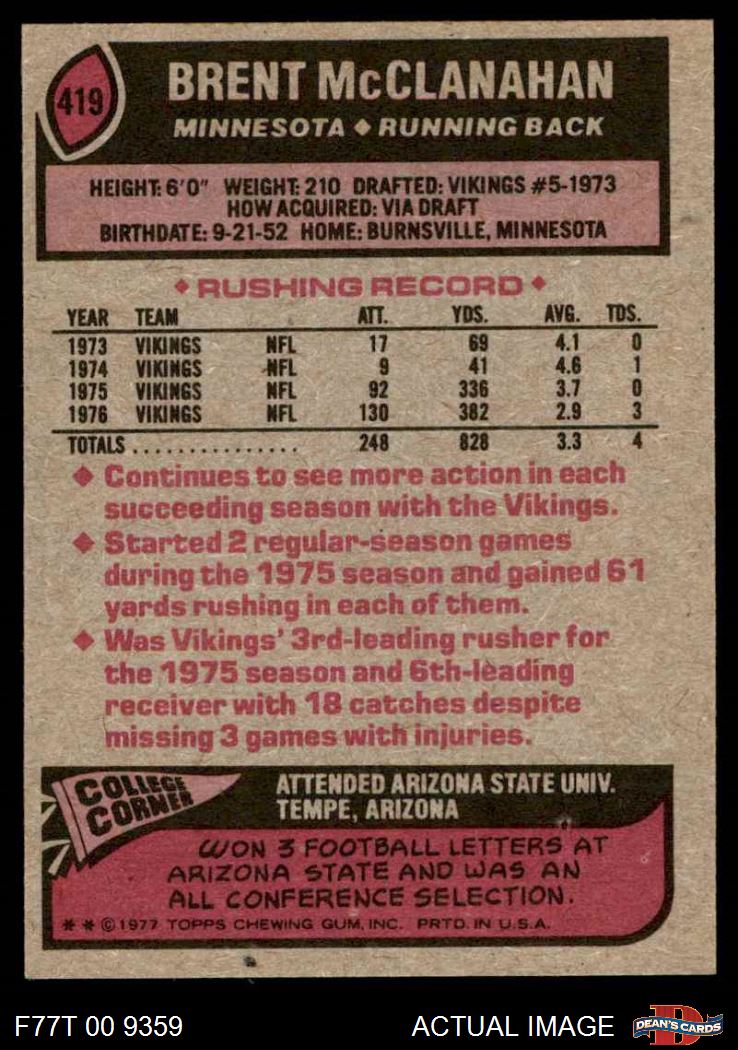 419
BRENT McCLANAHAN
MINNESOTA ◆ RUNNING BACK
HEIGHT: 6'0" WEIGHT: 210 DRAFTED: VIKINGS #5-1973
HOW ACQUIRED: VIA DRAFT
BIRTHDATE: 9-21-52 HOME: BURNSVILLE, MINNESOTA
◆ RUSHING RECORD ◆
YEAR TEAM ATT. YDS. AVG. TDS.
1973 VIKINGS NFL 17 69 4.1 0
1974 VIKINGS NFL 9 41 4.6 1
1975 VIKINGS NFL 92 336 3.7 0
1976 VIKINGS NFL 130 382 2.9 3
TOTALS ............... 248 828 3.3 4
◆ Continues to see more action in each
succeeding season with the Vikings.
◆ Started 2 regular-season games
during the 1975 season and gained 61
yards rushing in each of them.
◆ Was Vikings' 3rd-leading rusher for
the 1975 season and 6th-leading
receiver with 18 catches despite
missing 3 games with injuries.
COLLEGE
CORNER
ATTENDED ARIZONA STATE UNIV.
TEMPE, ARIZONA
WON 3 FOOTBALL LETTERS AT
ARIZONA STATE AND WAS AN
ALL CONFERENCE SELECTION.
* * © 1977 TOPPS CHEWING GUM, INC. PRTD. IN U.S.A.
F77T 00 9359 ACTUAL IMAGE
D
DEAN'S CARDS